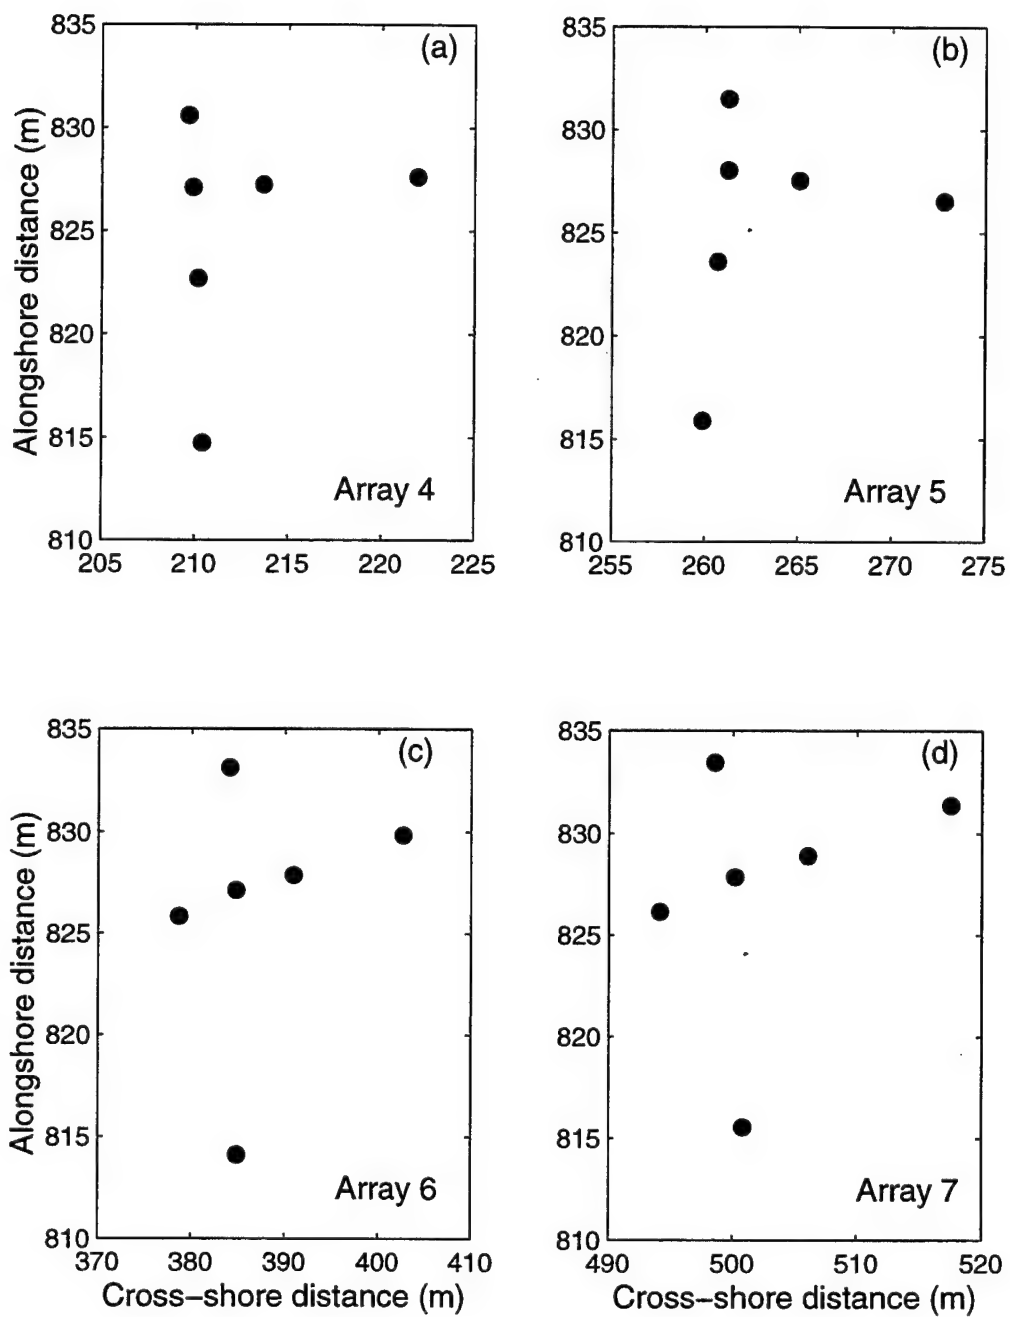 (a)
835
830
825
820
815
810
Alongshore distance (m)
Array 4
205 210 215 220 225
(b)
835
830
825
820
815
810
Array 5
255 260 265 270 275
(c)
835
830
825
820
815
810
Alongshore distance (m)
Array 6
370 380 390 400 410
Cross-shore distance (m)
(d)
835
830
825
820
815
810
Array 7
490 500 510 520
Cross-shore distance (m)